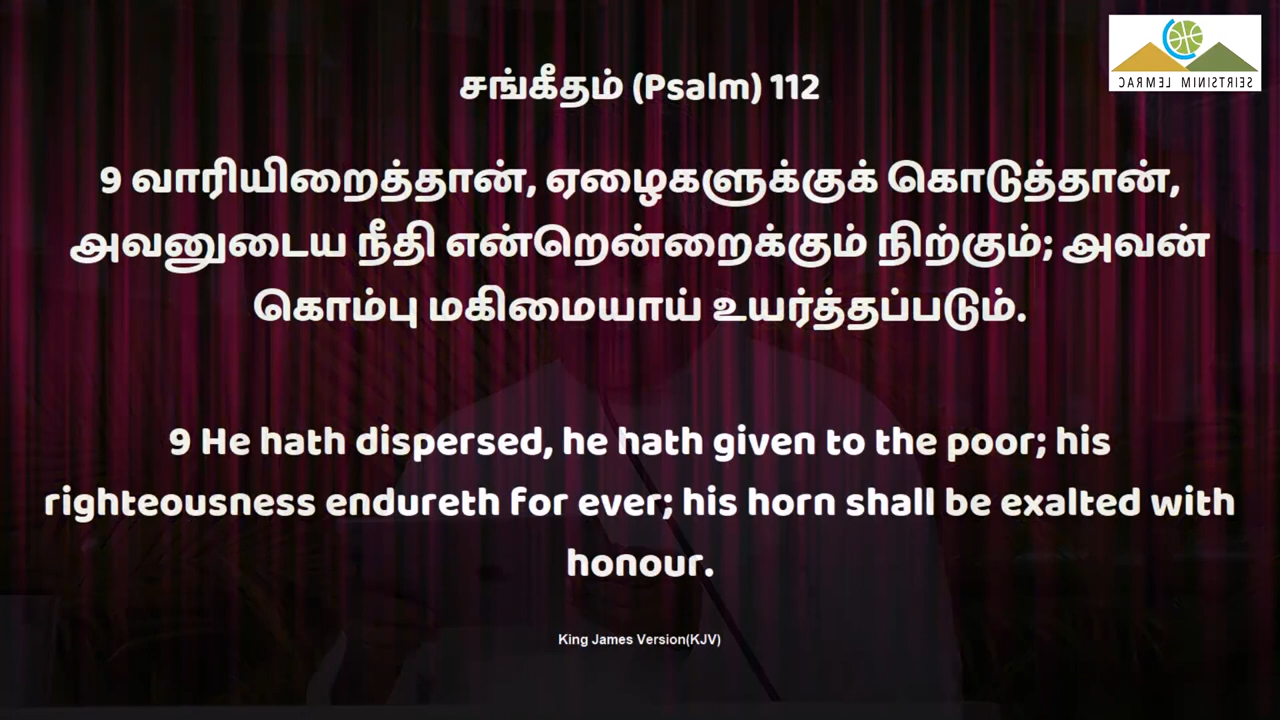 CARMEL MINISTRIES
சங்கீதம் (Psalm) 112
9 வாரியிறைத்தான், ஏழைகளுக்குக் கொடுத்தான்,
அவனுடைய நீதி என்றென்றைக்கும் நிற்கும்; அவன்
கொம்பு மகிமையாய் உயர்த்தப்படும்.
9 He hath dispersed, he hath given to the poor; his
righteousness endureth for ever; his horn shall be exalted with
honour.
King James Version(KJV)